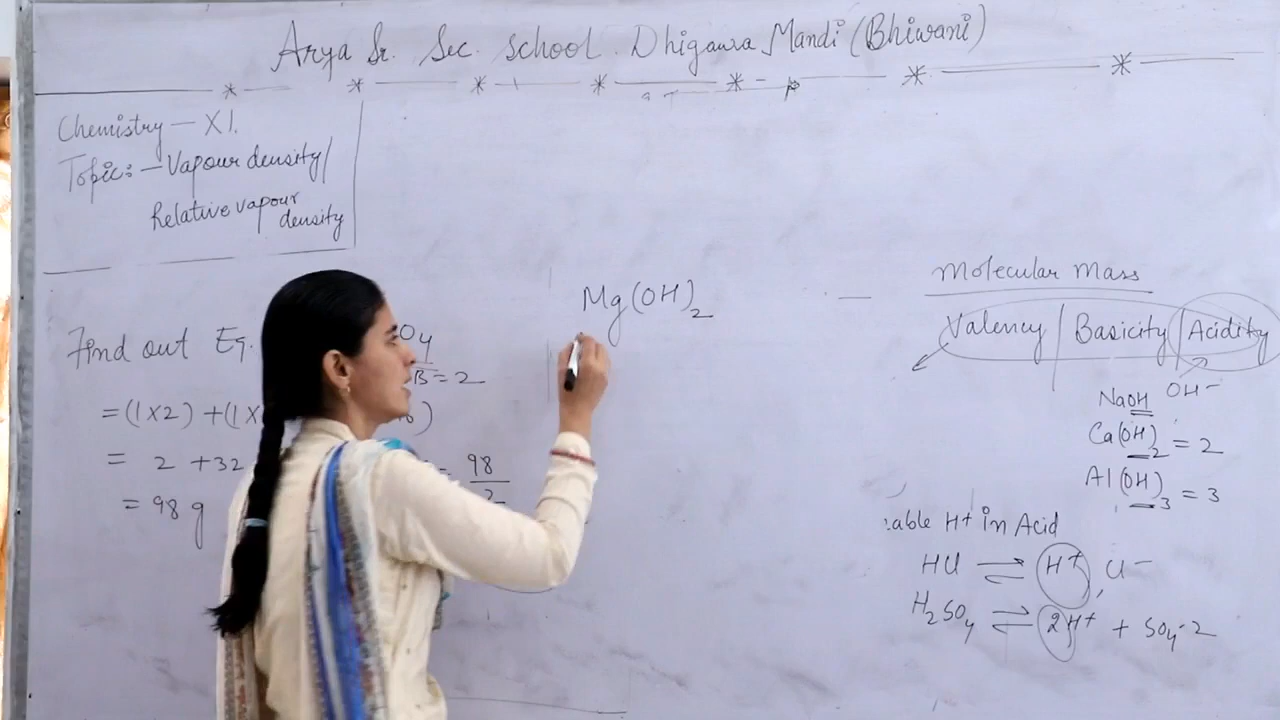 Arya Sr. Sec. School. Dhigawa Mandi (Bhiwani)
Chemistry – XI.
Topic:– Vapour density/
Relative vapour
density
Find out Eq.
O4
B=2
= (1×2) + (1×
)
= 2 + 32
= 98
= 98 g
Mg(OH)2
Molecular Mass
Valency / Basicity / Acidity
OH-
NaOH
Ca(OH)2 = 2
Al(OH)3 = 3
able H+ in Acid
HCl ⇌ H+, Cl-
H2SO4 ⇌ 2H+ + SO4-2